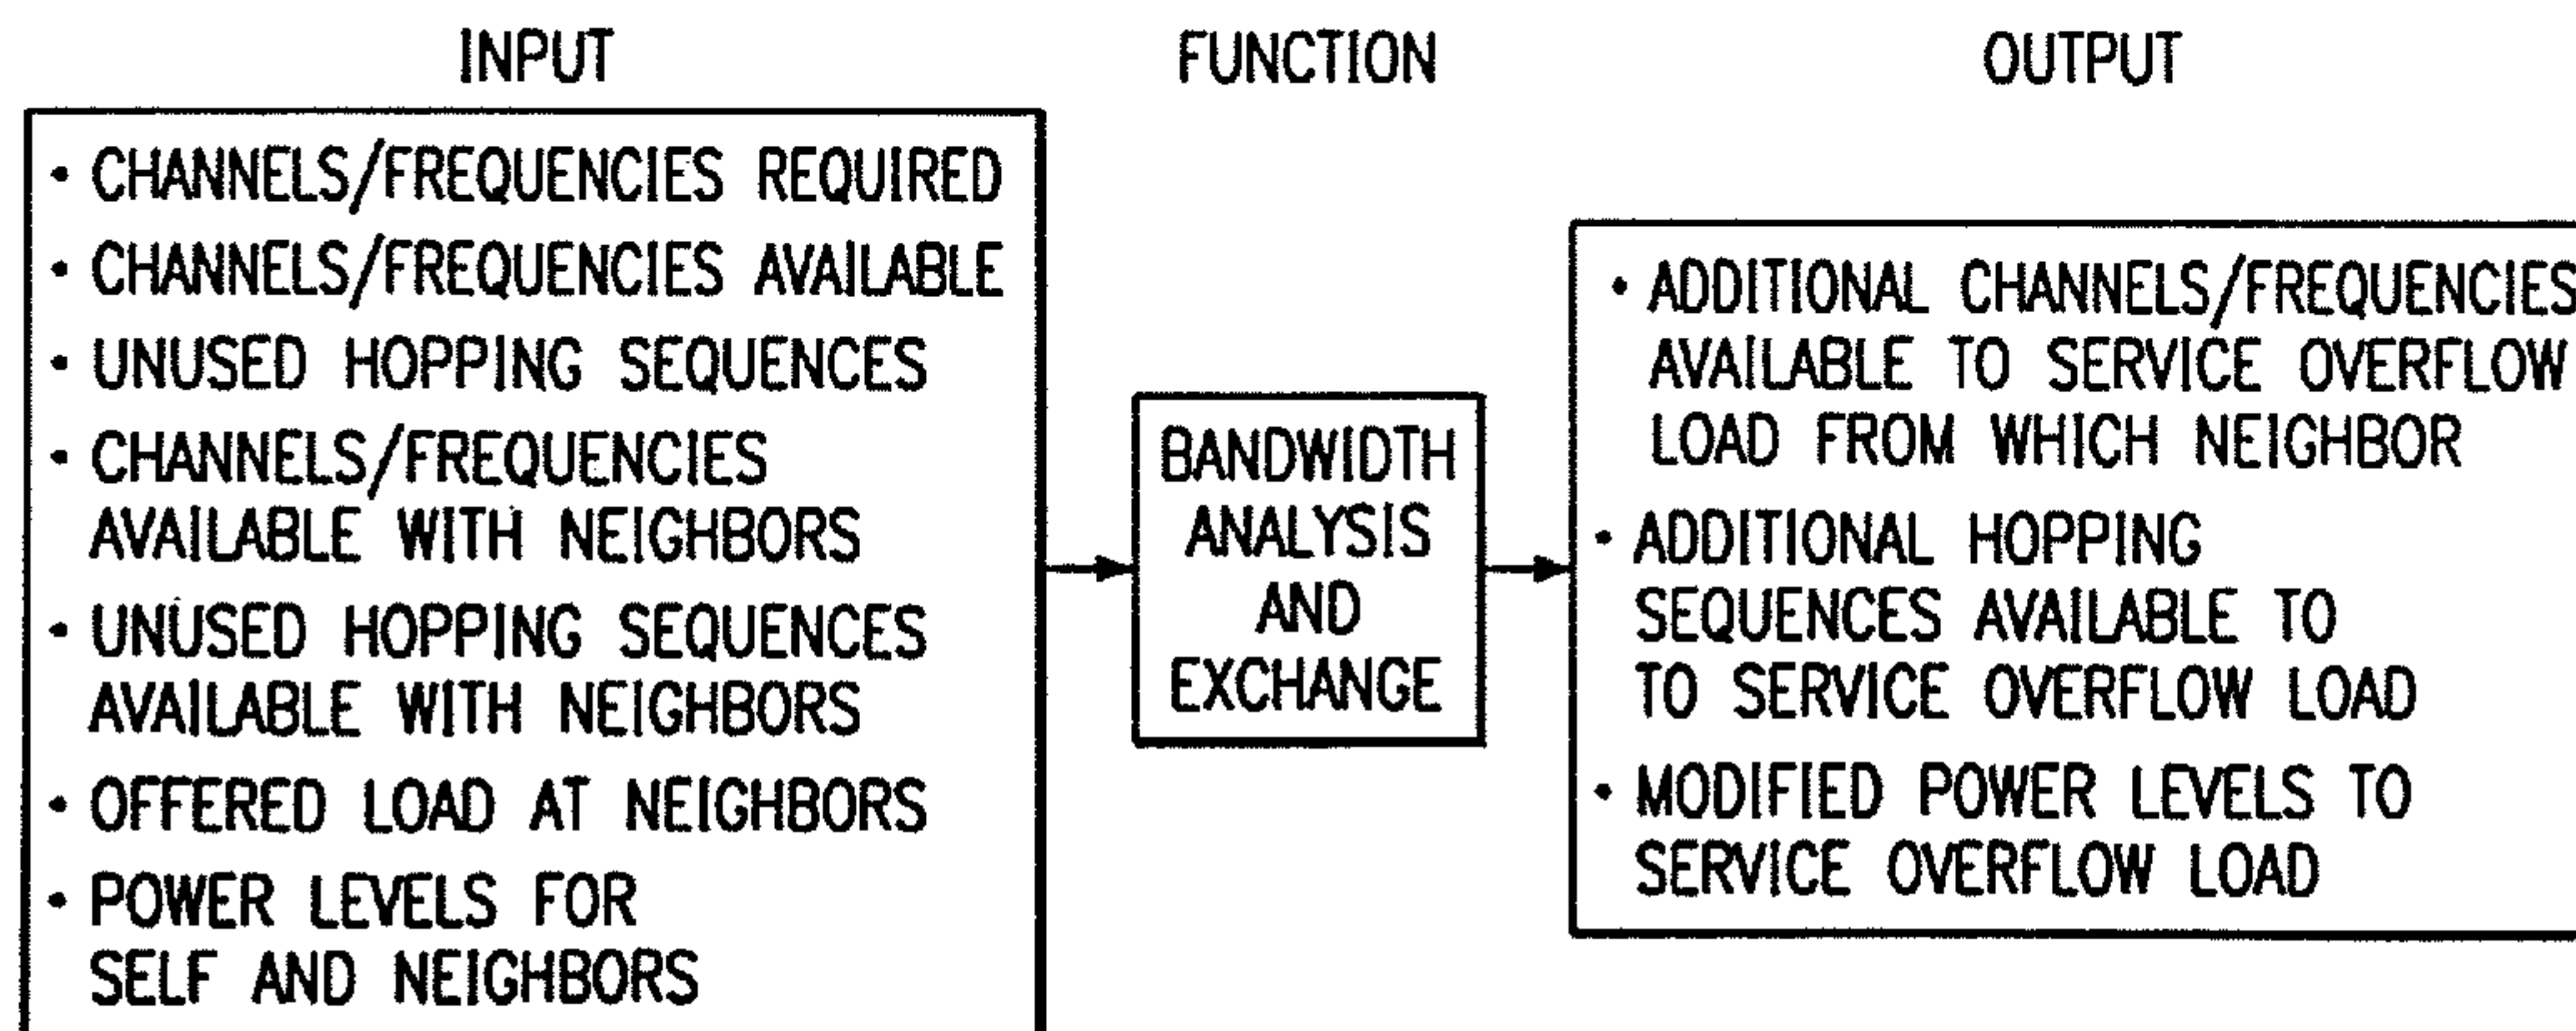 INPUT
• CHANNELS/FREQUENCIES REQUIRED
• CHANNELS/FREQUENCIES AVAILABLE
• UNUSED HOPPING SEQUENCES
• CHANNELS/FREQUENCIES
AVAILABLE WITH NEIGHBORS
• UNUSED HOPPING SEQUENCES
AVAILABLE WITH NEIGHBORS
• OFFERED LOAD AT NEIGHBORS
• POWER LEVELS FOR
SELF AND NEIGHBORS
FUNCTION
BANDWIDTH
ANALYSIS
AND
EXCHANGE
OUTPUT
• ADDITIONAL CHANNELS/FREQUENCIES
AVAILABLE TO SERVICE OVERFLOW
LOAD FROM WHICH NEIGHBOR
• ADDITIONAL HOPPING
SEQUENCES AVAILABLE TO
TO SERVICE OVERFLOW LOAD
• MODIFIED POWER LEVELS TO
SERVICE OVERFLOW LOAD